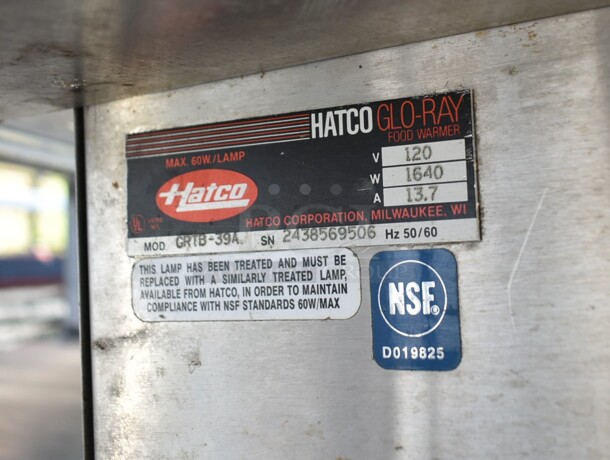 HATCO GLO-RAY
FOOD WARMER
MAX. 60W./LAMP
V 120
W 1640
A 13.7
Hatco
UL
HATCO CORPORATION, MILWAUKEE, WI
MOD GRTB-39A SN 2438569506 Hz 50/60
THIS LAMP HAS BEEN TREATED AND MUST BE
REPLACED WITH A SIMILARLY TREATED LAMP,
AVAILABLE FROM HATCO, IN ORDER TO MAINTAIN
COMPLIANCE WITH NSF STANDARDS 60W/MAX
NSF®
D019825